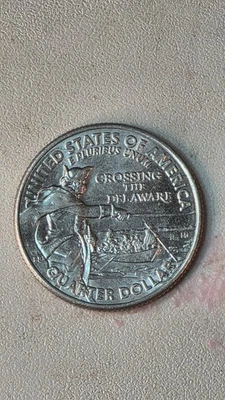 UNITED STATES OF AMERICA
E PLURIBUS UNUM
CROSSING
THE
DELAWARE
QUARTER DOLLAR